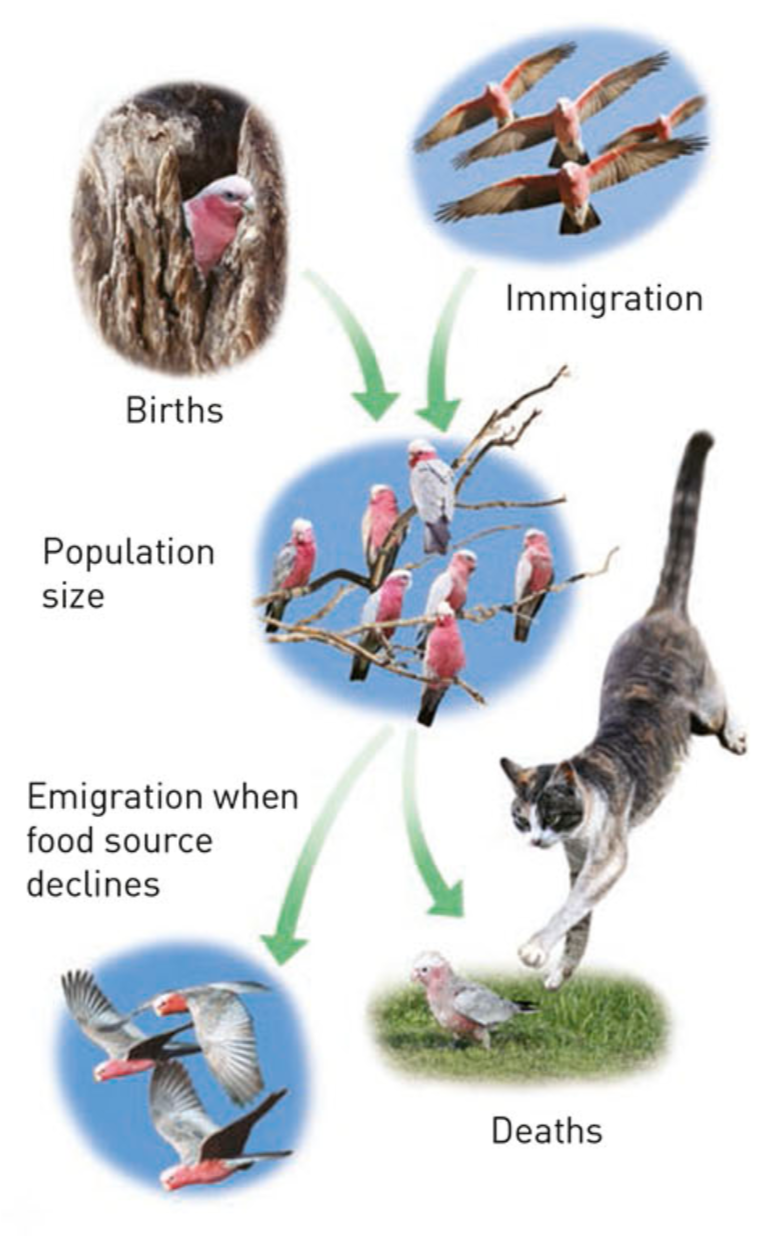 Immigration
Births
Population
size
Emigration when
food source
declines
Deaths